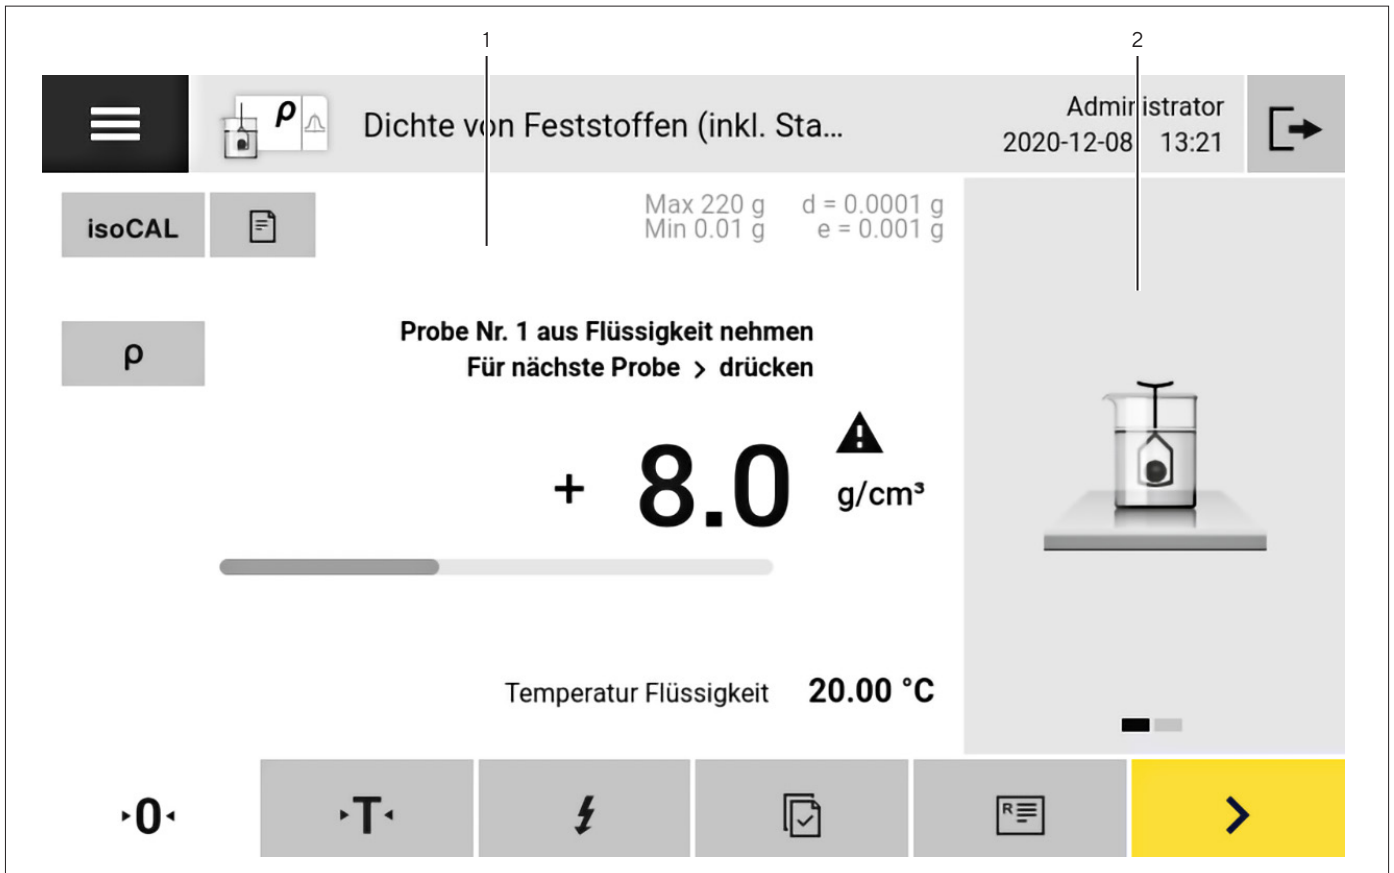 1
2
ρ
Dichte von Feststoffen (inkl. Sta...
Administrator
2020-12-08 13:21
isoCAL
Max 220 g d = 0.0001 g
Min 0.01 g e = 0.001 g
ρ
Probe Nr. 1 aus Flüssigkeit nehmen
Für nächste Probe > drücken
+ 8.0 g/cm³
Temperatur Flüssigkeit 20.00 °C
0
T
R